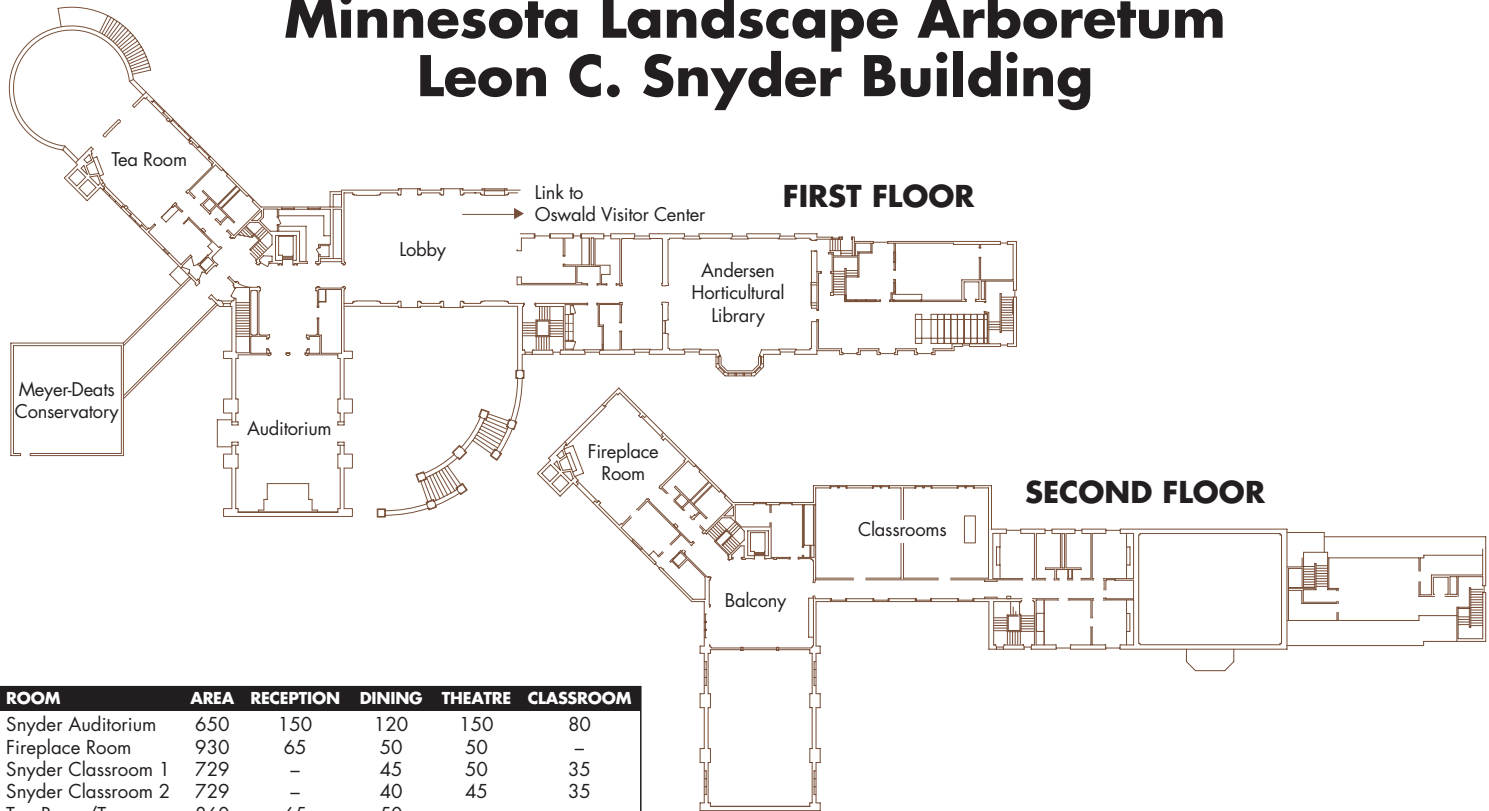 Minnesota Landscape Arboretum
Leon C. Snyder Building
Tea Room
Link to
Oswald Visitor Center
FIRST FLOOR
Lobby
Andersen
Horticultural
Library
Meyer-Deats
Conservatory
Auditorium
Fireplace
Room
SECOND FLOOR
Classrooms
Balcony
ROOM AREA RECEPTION DINING THEATRE CLASSROOM
Snyder Auditorium 650 150 120 150 80
Fireplace Room 930 65 50 50 –
Snyder Classroom 1 729 – 45 50 35
Snyder Classroom 2 729 – 40 45 35